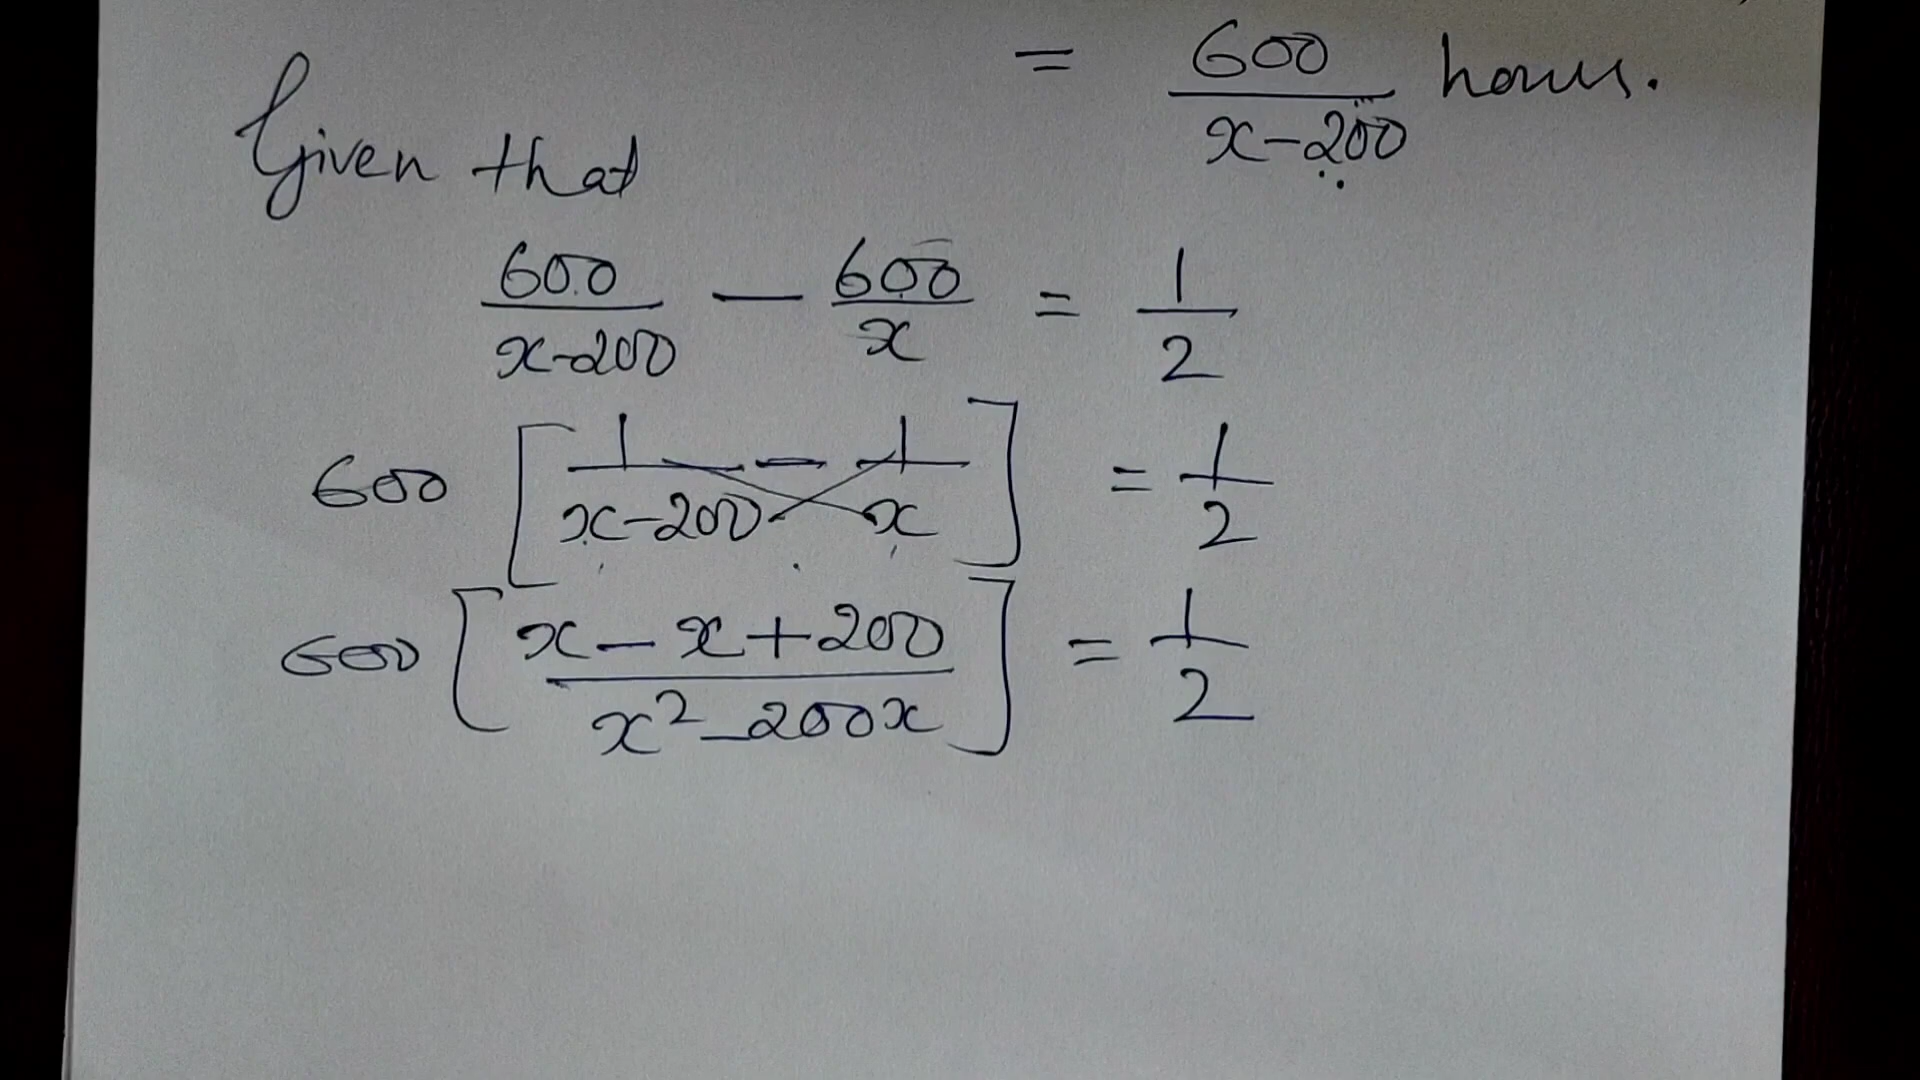 = 600/(x-200) hours.
Given that
600/(x-200) - 600/x = 1/2
600 [1/(x-200) - 1/x] = 1/2
600 [(x - x + 200)/(x² - 200x)] = 1/2